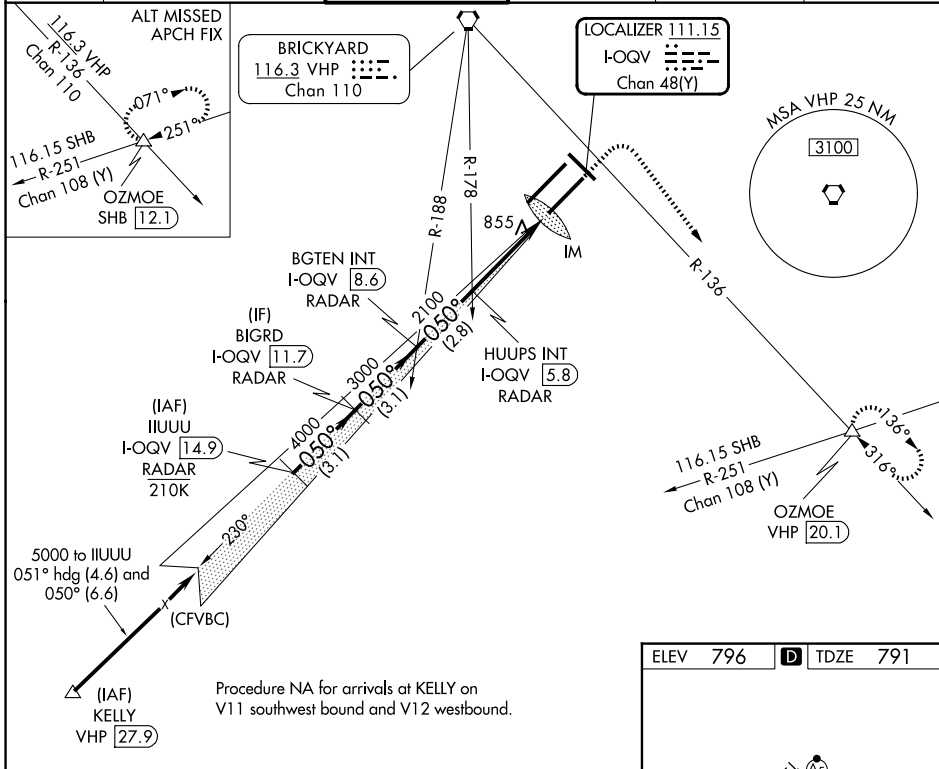 ALT MISSED
APCH FIX
116.3 VHP
R-136
Chan 110
071°
251°
116.15 SHB
R-251
Chan 108 (Y)
OZMOE
SHB 12.1
BRICKYARD
116.3 VHP
Chan 110
LOCALIZER 111.15
I-OQV
Chan 48(Y)
MSA VHP 25 NM
3100
R-188
R-178
855
IM
R-136
BGTEN INT
I-OQV 8.6
RADAR
2100
050°
(2.8)
HUUPS INT
I-OQV 5.8
RADAR
(IF)
BIGRD
I-OQV 11.7
RADAR
3000
050°
(3.1)
(IAF)
IIUUU
I-OQV 14.9
RADAR
210K
4000
050°
(3.1)
230°
5000 to IIUUU
051° hdg (4.6) and
050° (6.6)
X
(CFVBC)
(IAF)
KELLY
VHP 27.9
Procedure NA for arrivals at KELLY on
V11 southwest bound and V12 westbound.
136°
316°
116.15 SHB
R-251
Chan 108 (Y)
OZMOE
VHP 20.1
ELEV 796 D TDZE 791